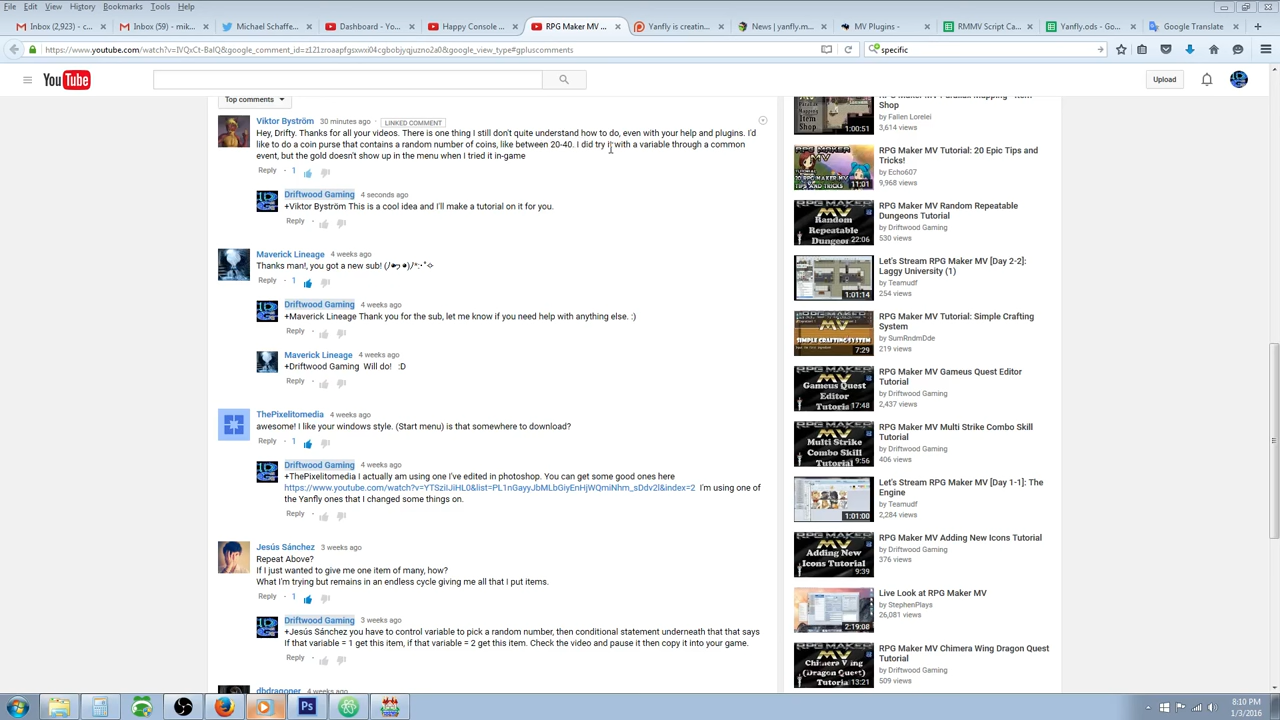 File Edit View History Bookmarks Tools Help
Mail (2,923) - c...
Inbox (59) - mik...
Michael Schaffe...
Dashboard - Yo...
Happy Console ...
RPG Maker MV ...
Yanfly is creatin...
News | yanfly.m...
MV Plugins - ...
RMMV Script Ca...
Yanfly.ods - Go...
Google Translate
https://www.youtube.com/watch?v=
specific
YouTube
Upload
Top comments
Viktor Byström 30 minutes ago · LINKED COMMENT
Hey, Drifty. Thanks for all your videos. There is one thing I still don't quite understand how to do, even with your help and plugins. I'd
like to do a coin purse that contains a random number of coins, like between 20-40. I did try it with a variable through a common
event, but the gold doesn't show up in the menu when I tried it in-game
Reply · 1
Driftwood Gaming 4 seconds ago
+Viktor Byström This is a cool idea and I'll make a tutorial on it for you.
Reply ·
Maverick Lineage 4 weeks ago
Thanks man!, you got a new sub!
Reply · 1
Driftwood Gaming 4 weeks ago
+Maverick Lineage Thank you for the sub, let me know if you need help with anything else. :)
Reply ·
Maverick Lineage 4 weeks ago
+Driftwood Gaming Will do! :D
Reply ·
ThePixelitomedia 4 weeks ago
awesome! I like your windows style. (Start menu) is that somewhere to download?
Reply · 1
Driftwood Gaming 4 weeks ago
+ThePixelitomedia I actually am using one I've edited in photoshop. You can get some good ones here
I'm using one of
the Yanfly ones that I changed some things on.
Reply ·
Jesús Sánchez 3 weeks ago
Repeat Above?
If I just wanted to give me one item of many, how?
What I'm trying but remains in an endless cycle giving me all that I put items.
Reply · 1
Driftwood Gaming 3 weeks ago
+Jesús Sánchez you have to control variable to pick a random number then conditional statement underneath that that says
If that variable = 1 get this item, if that variable = 2 get this item. Check the video and pause it then copy it into your game.
Reply ·
dbdragoner 4 weeks ago
RPG Maker MV Parallax Mapping - Item
Shop
by Fallen Lorelei
3,614 views
1:00:51
RPG Maker MV Tutorial: 20 Epic Tips and
Tricks!
by Echo607
9,968 views
11:01
RPG Maker MV Random Repeatable
Dungeons Tutorial
by Driftwood Gaming
530 views
22:06
Let's Stream RPG Maker MV [Day 2-2]:
Laggy University (1)
by Teamudf
254 views
1:01:14
RPG Maker MV Tutorial: Simple Crafting
System
by SumRndmDde
219 views
7:29
RPG Maker MV Gameus Quest Editor
Tutorial
by Driftwood Gaming
2,437 views
17:48
RPG Maker MV Multi Strike Combo Skill
Tutorial
by Driftwood Gaming
406 views
9:56
Let's Stream RPG Maker MV [Day 1-1]: The
Engine
by Teamudf
2,284 views
1:01:00
RPG Maker MV Adding New Icons Tutorial
by Driftwood Gaming
376 views
9:39
Live Look at RPG Maker MV
by StephenPlays
26,081 views
2:19:08
RPG Maker MV Chimera Wing Dragon Quest
Tutorial
by Driftwood Gaming
509 views
13:21
8:10 PM
1/3/2016